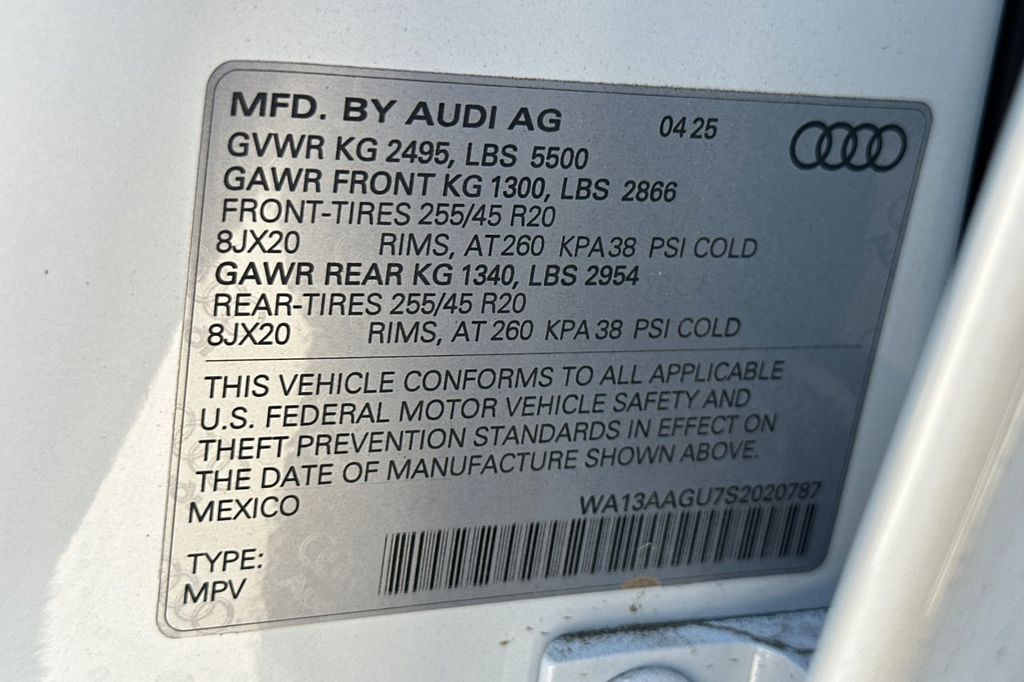 MFD. BY AUDI AG 04 25
GVWR KG 2495, LBS 5500
GAWR FRONT KG 1300, LBS 2866
FRONT-TIRES 255/45 R20
8JX20 RIMS, AT 260 KPA 38 PSI COLD
GAWR REAR KG 1340, LBS 2954
REAR-TIRES 255/45 R20
8JX20 RIMS, AT 260 KPA 38 PSI COLD
THIS VEHICLE CONFORMS TO ALL APPLICABLE
U.S. FEDERAL MOTOR VEHICLE SAFETY AND
THEFT PREVENTION STANDARDS IN EFFECT ON
THE DATE OF MANUFACTURE SHOWN ABOVE.
MEXICO WA13AAGU7S2020787
TYPE:
MPV